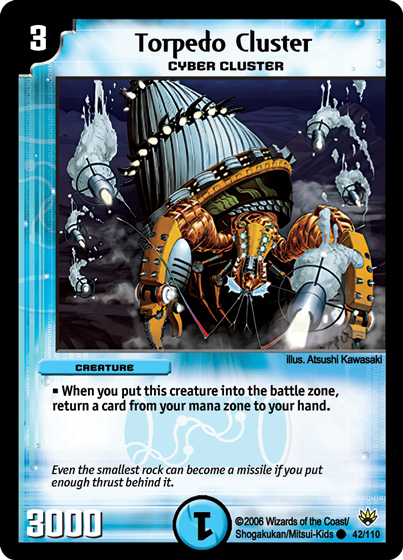 3
Torpedo Cluster
CYBER CLUSTER
illus. Atsushi Kawasaki
CREATURE
▪ When you put this creature into the battle zone,
return a card from your mana zone to your hand.
Even the smallest rock can become a missile if you put
enough thrust behind it.
3000
1
©2006 Wizards of the Coast/
Shogakukan/Mitsui-Kids ● 42/110